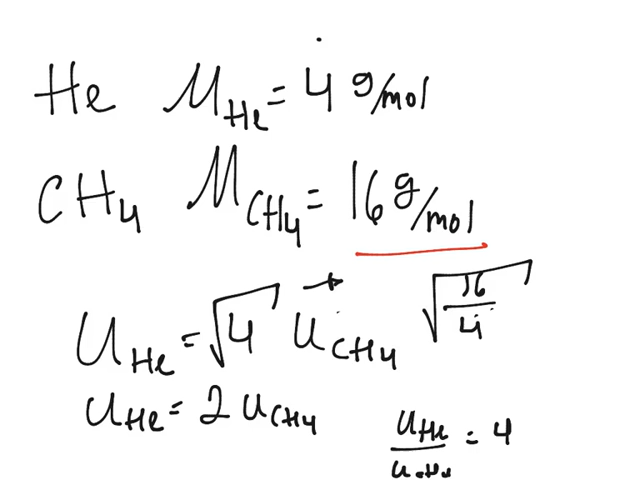 He M_He = 4 g/mol
CH4 M_CH4 = 16 g/mol
u_He = √4 u_CH4 √(16/4)
u_He = 2 u_CH4
u_He/u_CH4 = 4